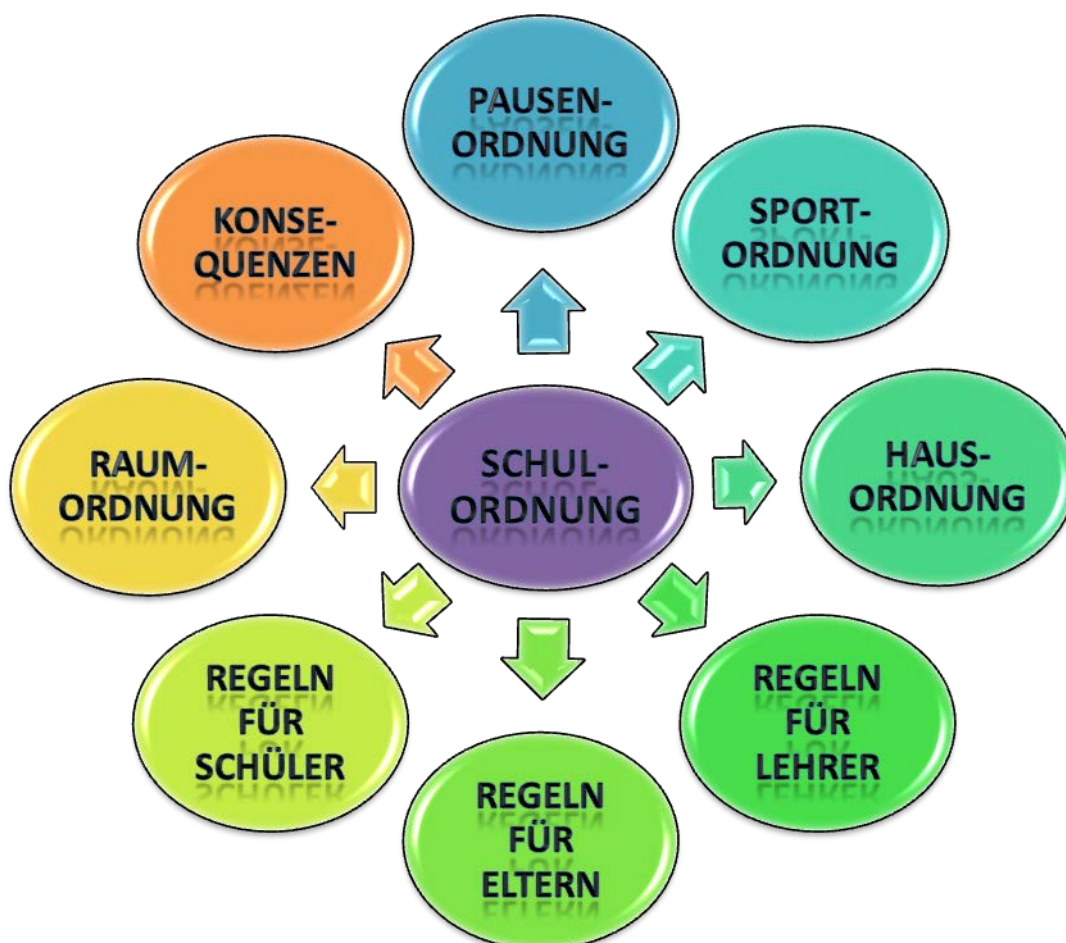 PAUSEN-
ORDNUNG
SPORT-
ORDNUNG
HAUS-
ORDNUNG
REGELN
FÜR
LEHRER
REGELN
FÜR
ELTERN
REGELN
FÜR
SCHÜLER
RAUM-
ORDNUNG
KONSE-
QUENZEN
SCHUL-
ORDNUNG